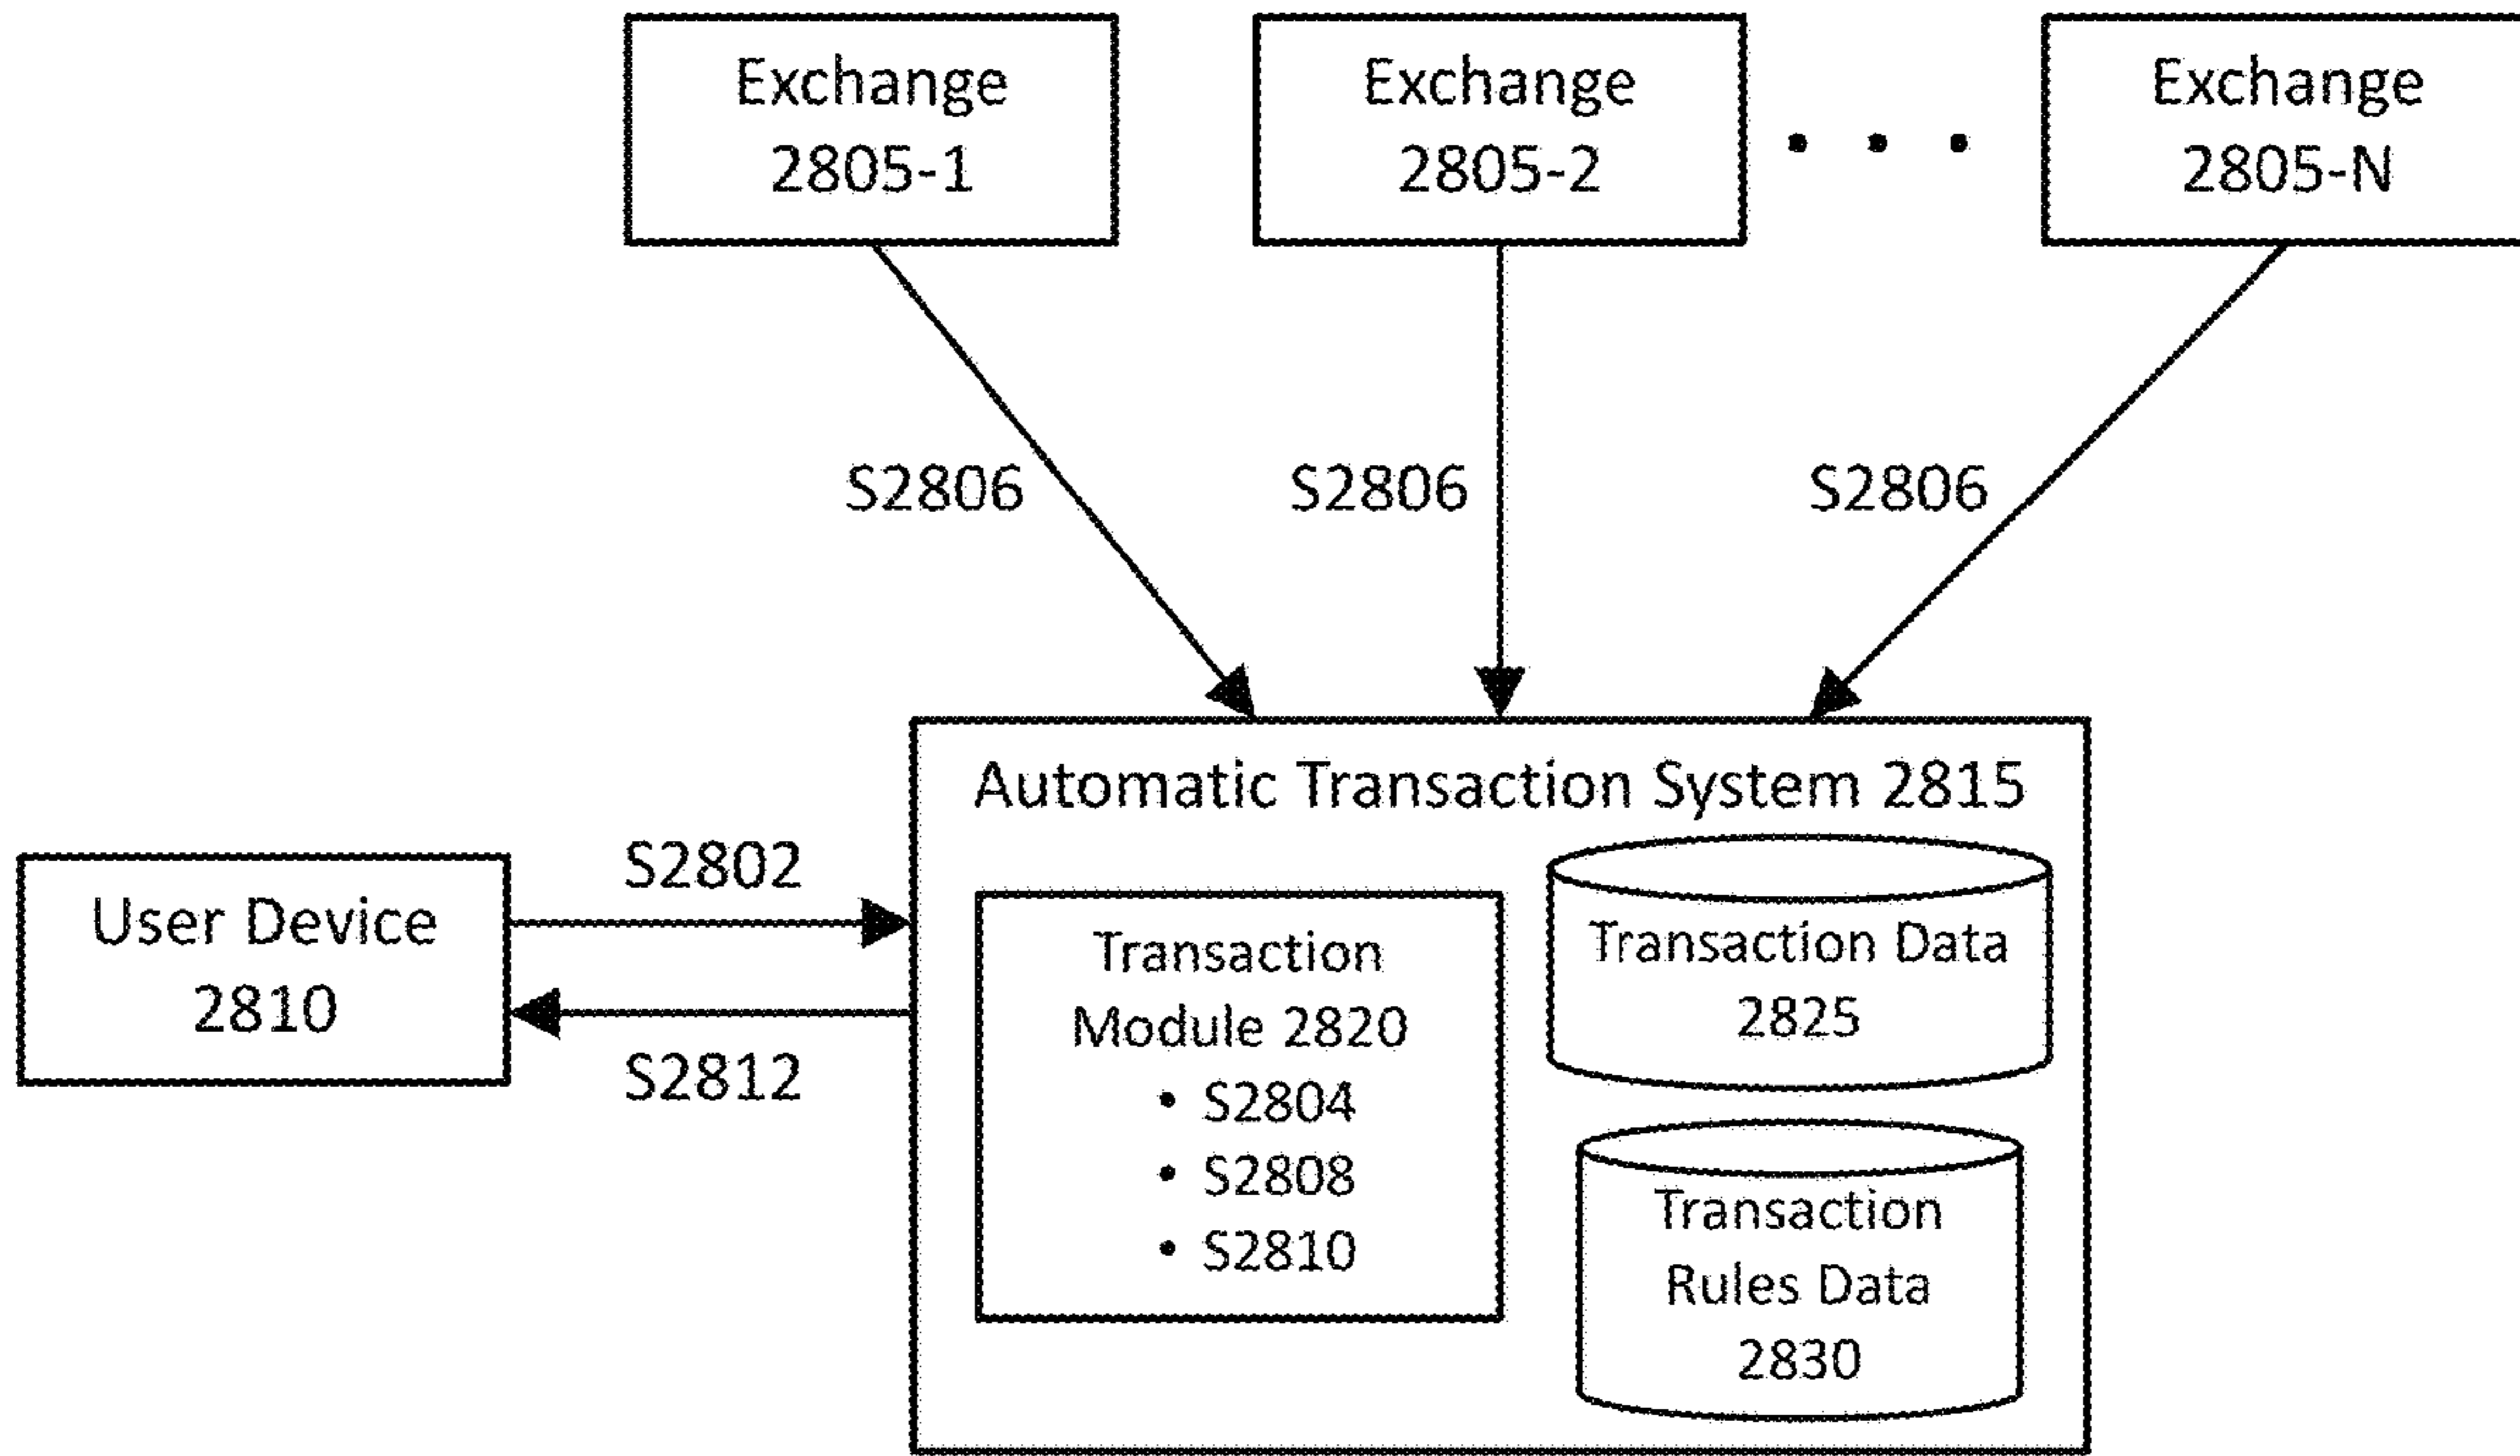 Exchange
2805-1
Exchange
2805-2
Exchange
2805-N
S2806
S2806
S2806
Automatic Transaction System 2815
User Device
2810
S2802
S2812
Transaction
Module 2820
• S2804
• S2808
• S2810
Transaction Data
2825
Transaction
Rules Data
2830